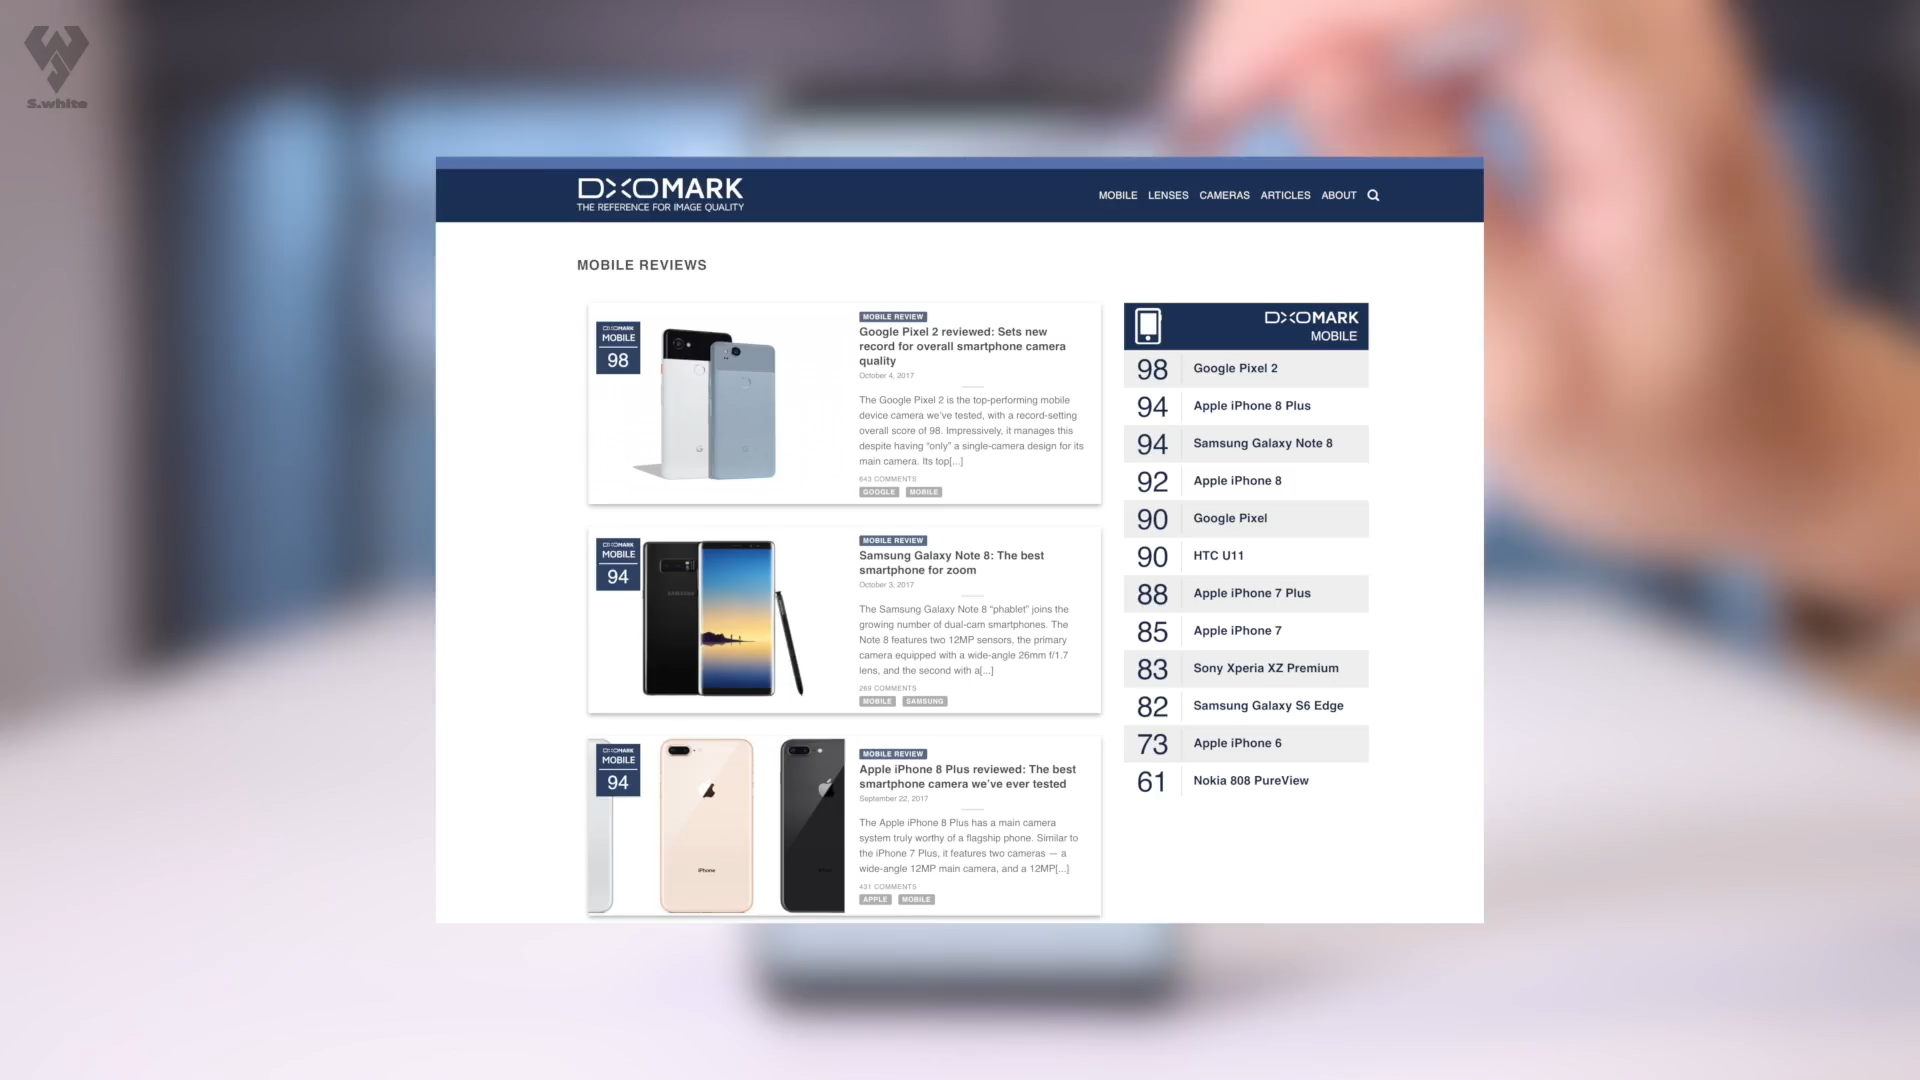 S.white
DXOMARK
THE REFERENCE FOR IMAGE QUALITY
MOBILE LENSES CAMERAS ARTICLES ABOUT
MOBILE REVIEWS
DXOMARK
MOBILE
98
MOBILE REVIEW
Google Pixel 2 reviewed: Sets new
record for overall smartphone camera
quality
October 4, 2017
The Google Pixel 2 is the top-performing mobile
device camera we've tested, with a record-setting
overall score of 98. Impressively, it manages this
despite having “only” a single-camera design for its
main camera. Its top[...]
643 COMMENTS
GOOGLE MOBILE
DXOMARK
MOBILE
94
SAMSUNG
MOBILE REVIEW
Samsung Galaxy Note 8: The best
smartphone for zoom
October 3, 2017
The Samsung Galaxy Note 8 “phablet” joins the
growing number of dual-cam smartphones. The
Note 8 features two 12MP sensors, the primary
camera equipped with a wide-angle 26mm f/1.7
lens, and the second with a[...]
269 COMMENTS
MOBILE SAMSUNG
DXOMARK
MOBILE
94
iPhone
MOBILE REVIEW
Apple iPhone 8 Plus reviewed: The best
smartphone camera we've ever tested
September 22, 2017
The Apple iPhone 8 Plus has a main camera
system truly worthy of a flagship phone. Similar to
the iPhone 7 Plus, it features two cameras — a
wide-angle 12MP main camera, and a 12MP[...]
431 COMMENTS
APPLE MOBILE
DXOMARK
MOBILE
98 Google Pixel 2
94 Apple iPhone 8 Plus
94 Samsung Galaxy Note 8
92 Apple iPhone 8
90 Google Pixel
90 HTC U11
88 Apple iPhone 7 Plus
85 Apple iPhone 7
83 Sony Xperia XZ Premium
82 Samsung Galaxy S6 Edge
73 Apple iPhone 6
61 Nokia 808 PureView